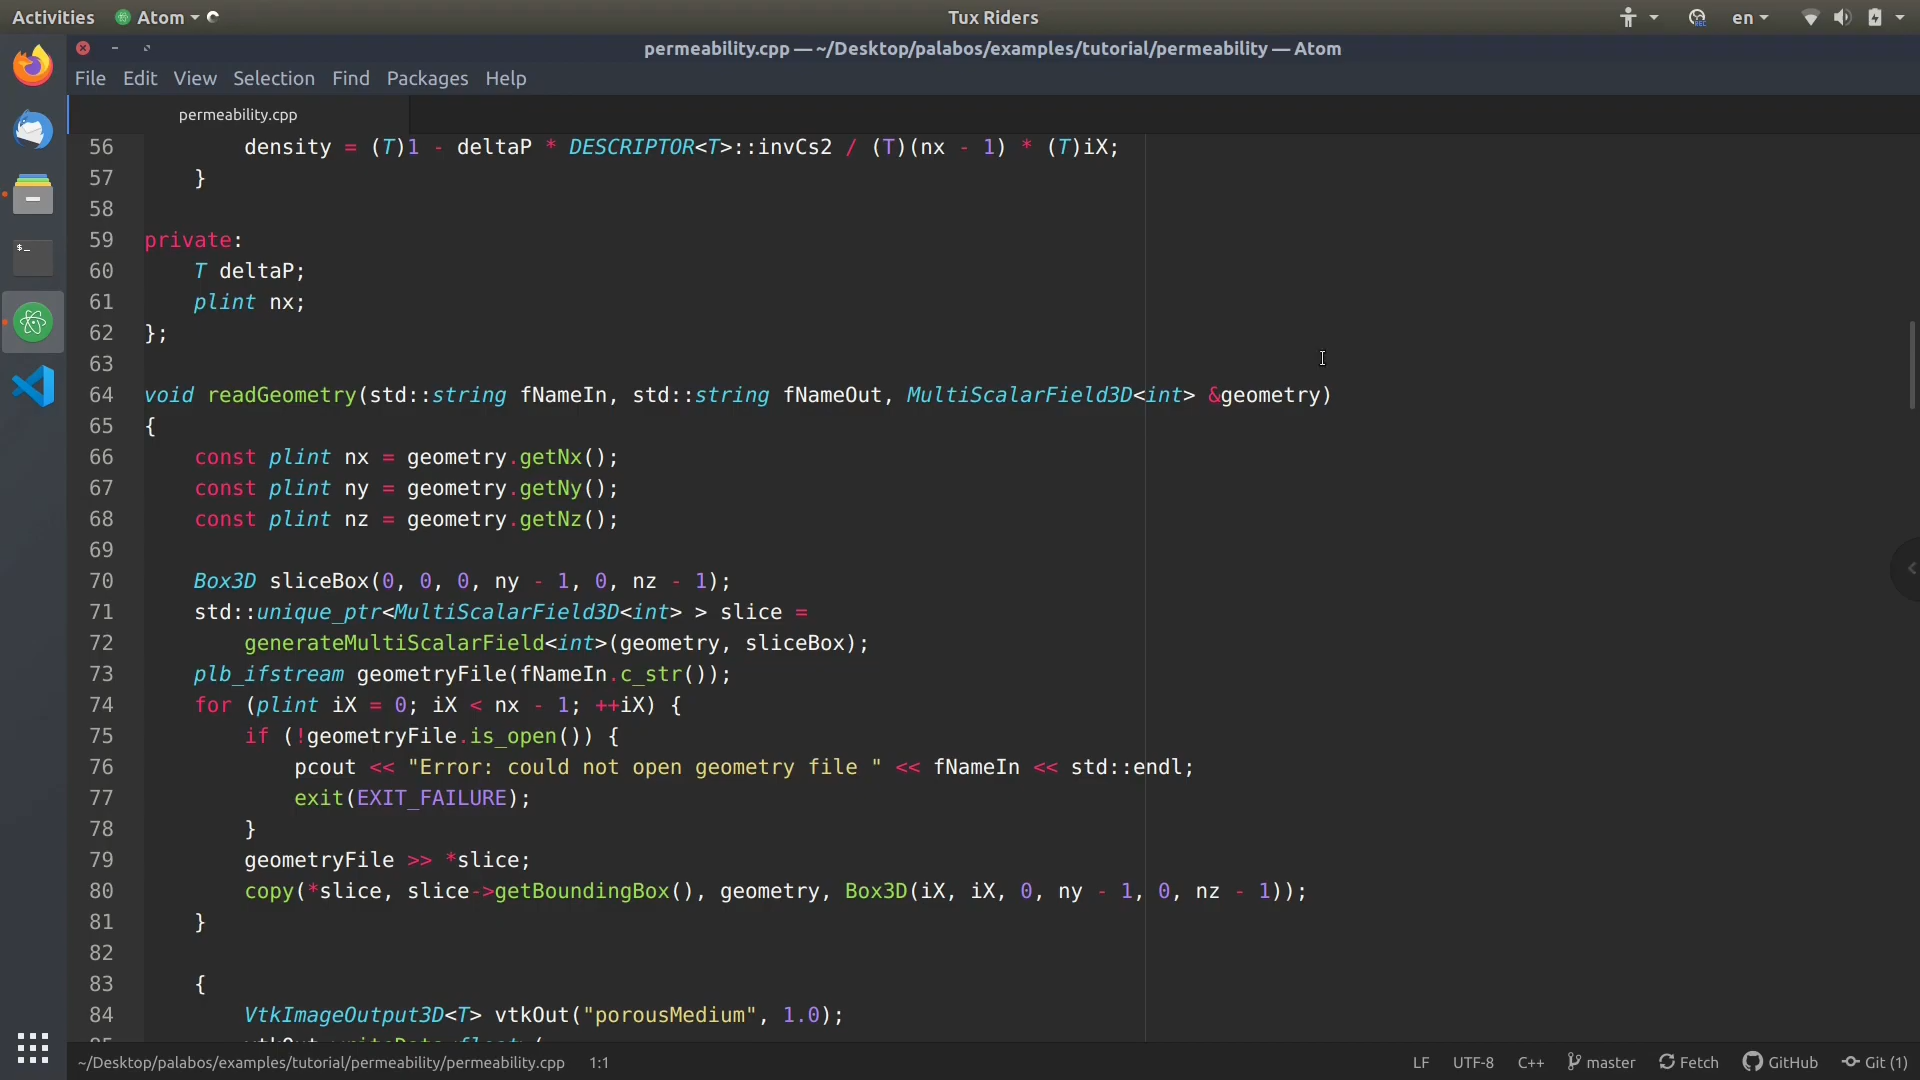 Activities
Atom
Tux Riders
en
permeability.cpp — ~/Desktop/palabos/examples/tutorial/permeability — Atom
File Edit View Selection Find Packages Help
permeability.cpp
56 density = (T)1 - deltaP * DESCRIPTOR<T>::invCs2 / (T)(nx - 1) * (T)iX;
57 }
58
59 private:
60 T deltaP;
61 plint nx;
62 };
63
64 void readGeometry(std::string fNameIn, std::string fNameOut, MultiScalarField3D<int> &geometry)
65 {
66 const plint nx = geometry.getNx();
67 const plint ny = geometry.getNy();
68 const plint nz = geometry.getNz();
69
70 Box3D sliceBox(0, 0, 0, ny - 1, 0, nz - 1);
71 std::unique_ptr<MultiScalarField3D<int> > slice =
72 generateMultiScalarField<int>(geometry, sliceBox);
73 plb_ifstream geometryFile(fNameIn.c_str());
74 for (plint iX = 0; iX < nx - 1; ++iX) {
75 if (!geometryFile.is_open()) {
76 pcout << "Error: could not open geometry file " << fNameIn << std::endl;
77 exit(EXIT_FAILURE);
78 }
79 geometryFile >> *slice;
80 copy(*slice, slice->getBoundingBox(), geometry, Box3D(iX, iX, 0, ny - 1, 0, nz - 1));
81 }
82
83 {
84 VtkImageOutput3D<T> vtkOut("porousMedium", 1.0);
~/Desktop/palabos/examples/tutorial/permeability/permeability.cpp 1:1
LF UTF-8 C++ master Fetch GitHub Git (1)